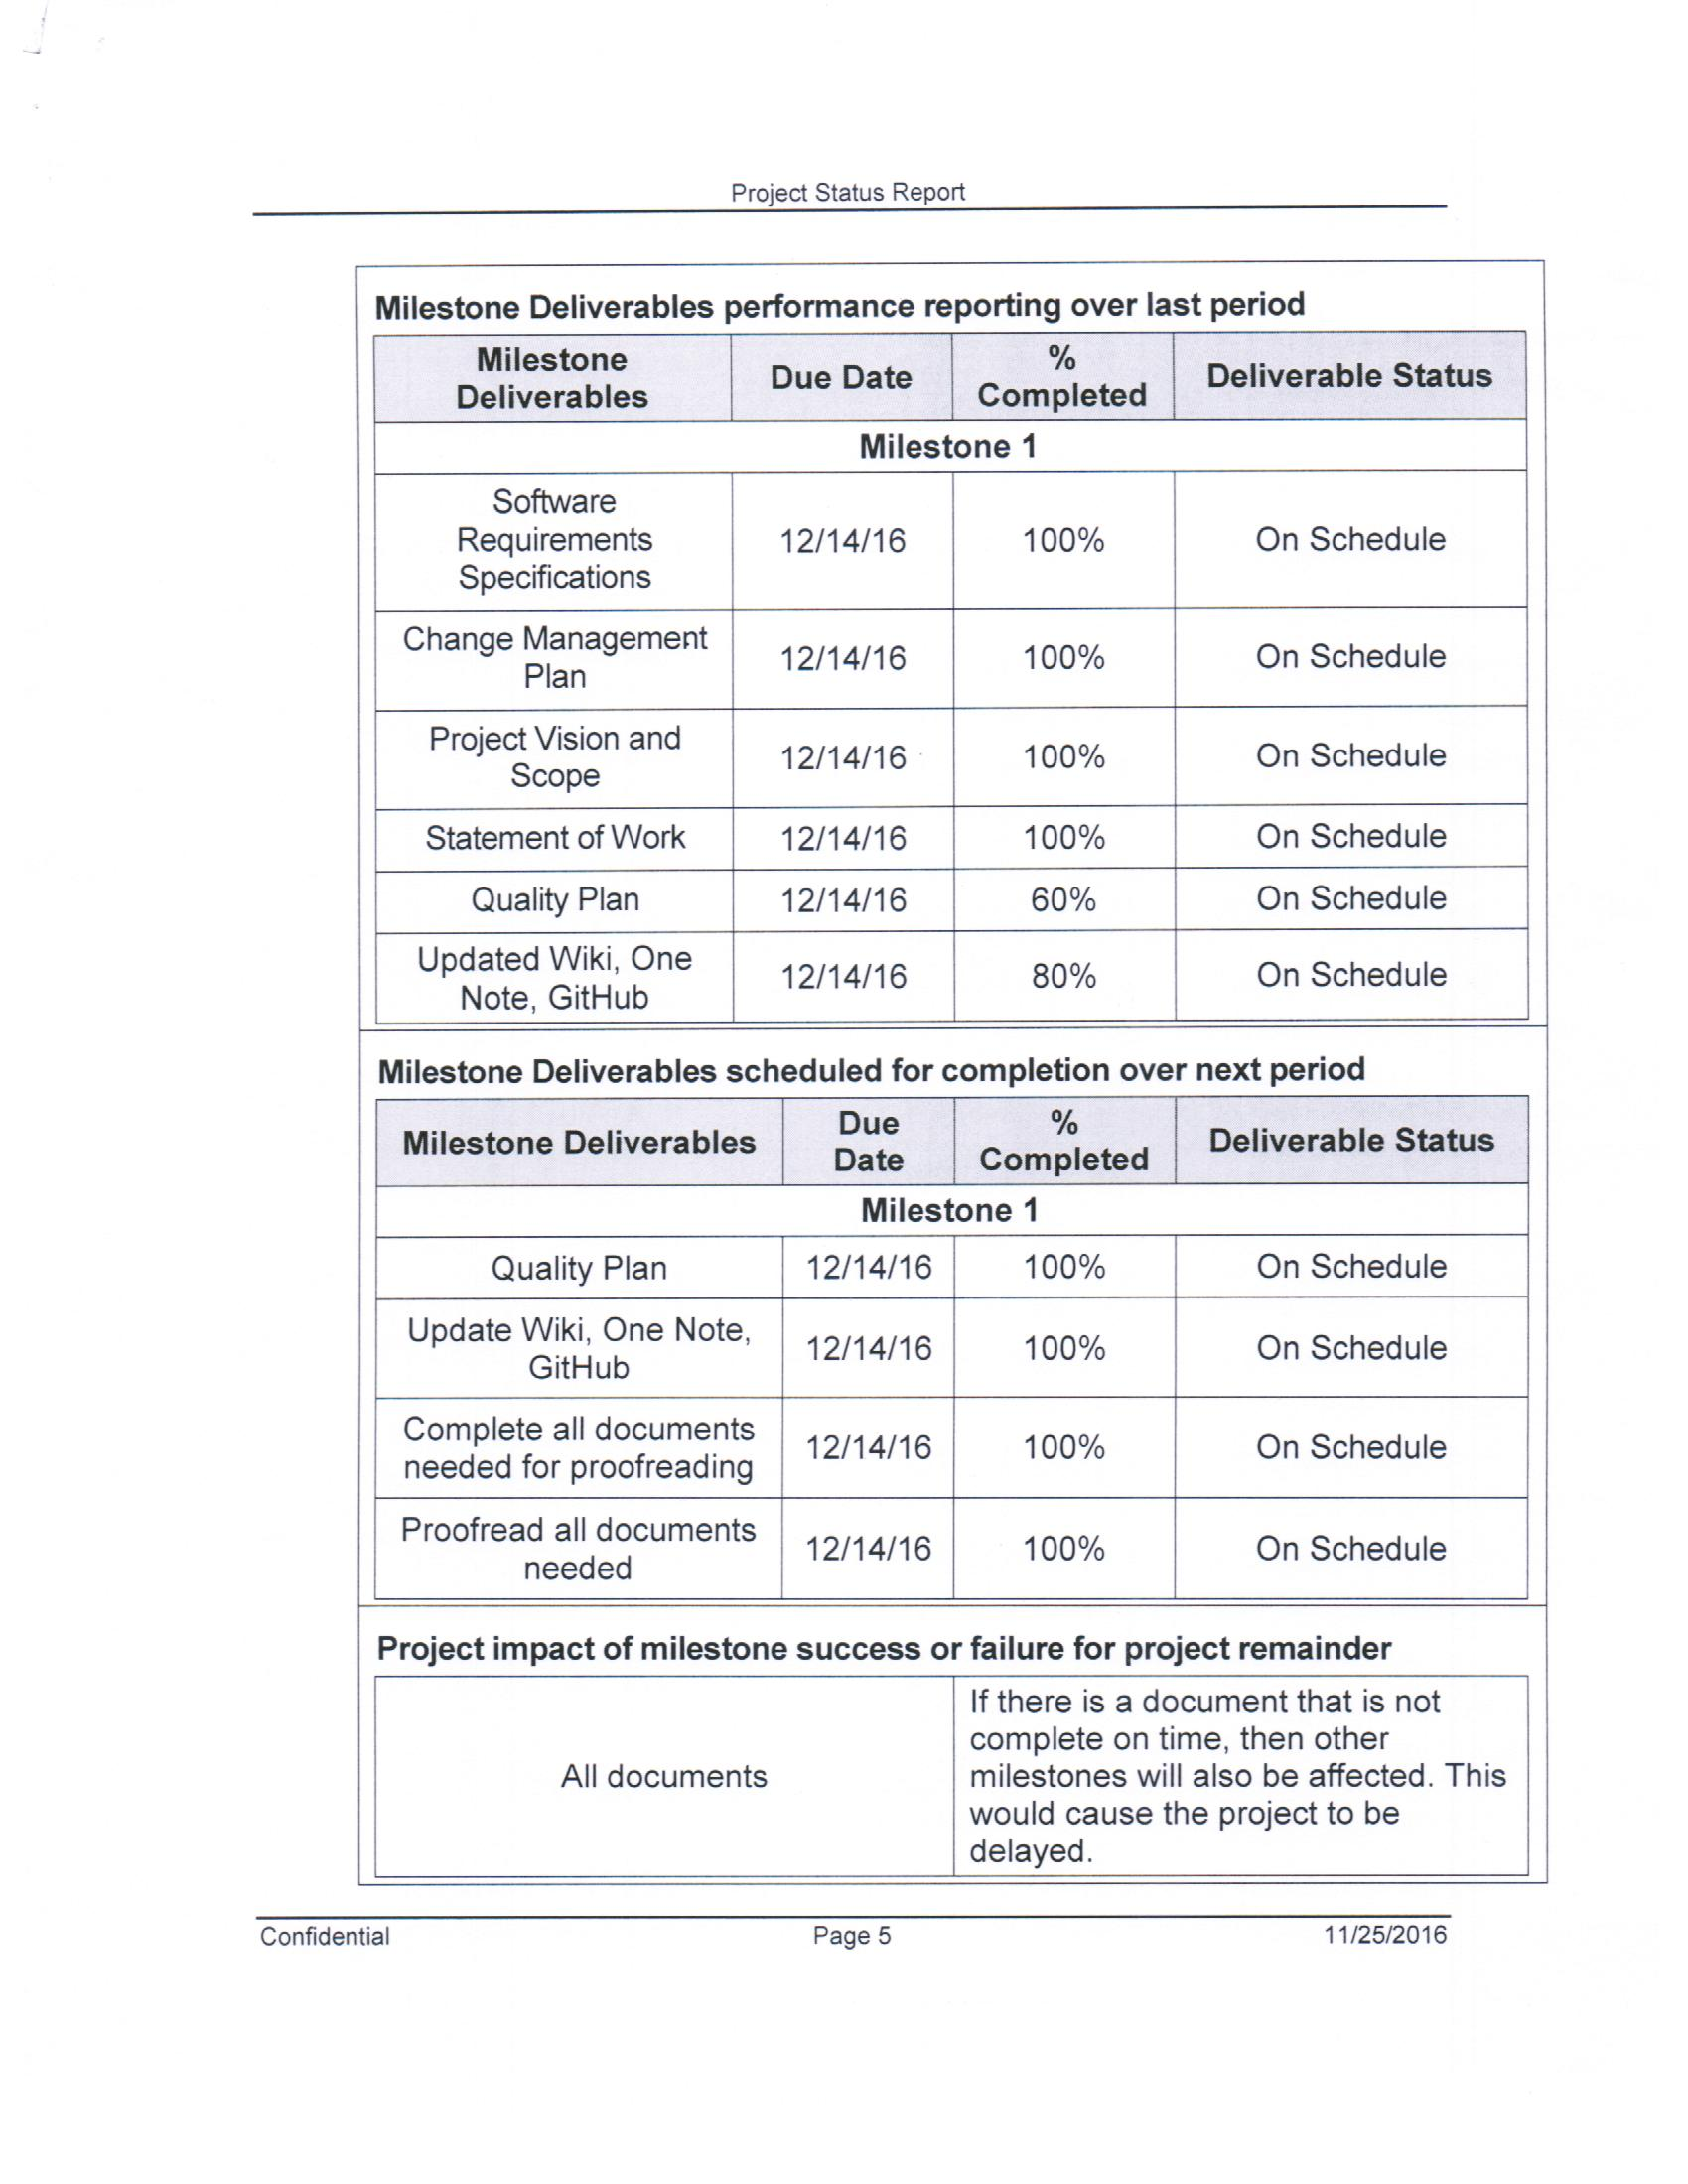 Project Status Report
Milestone Deliverables performance reporting over last period
Milestone
Deliverables
Due Date
%
Completed
Deliverable Status
Milestone 1
Software
Requirements
Specifications
12/14/16
100%
On Schedule
Change Management
Plan
12/14/16
100%
On Schedule
Project Vision and
Scope
12/14/16
100%
On Schedule
Statement of Work
12/14/16
100%
On Schedule
Quality Plan
12/14/16
60%
On Schedule
Updated Wiki, One
Note, GitHub
12/14/16
80%
On Schedule
Milestone Deliverables scheduled for completion over next period
Milestone Deliverables
Due
Date
%
Completed
Deliverable Status
Milestone 1
Quality Plan
12/14/16
100%
On Schedule
Update Wiki, One Note,
GitHub
12/14/16
100%
On Schedule
Complete all documents
needed for proofreading
12/14/16
100%
On Schedule
Proofread all documents
needed
12/14/16
100%
On Schedule
Project impact of milestone success or failure for project remainder
All documents
If there is a document that is not
complete on time, then other
milestones will also be affected. This
would cause the project to be
delayed.
Confidential
Page 5
11/25/2016